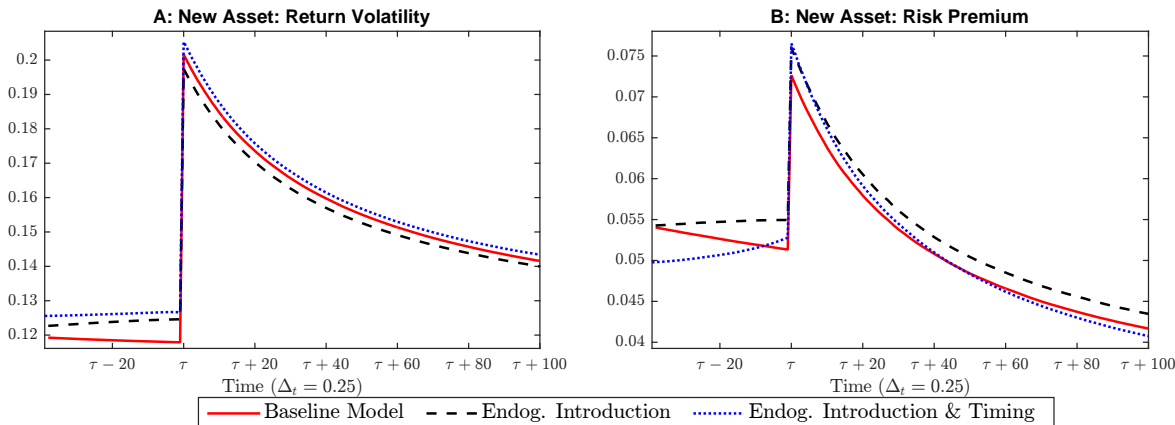 A: New Asset: Return Volatility
0.2
0.19
0.18
0.17
0.16
0.15
0.14
0.13
0.12
τ − 20
τ
τ + 20
τ + 40
τ + 60
τ + 80
τ + 100
Time (Δt = 0.25)
B: New Asset: Risk Premium
0.075
0.07
0.065
0.06
0.055
0.05
0.045
0.04
τ − 20
τ
τ + 20
τ + 40
τ + 60
τ + 80
τ + 100
Time (Δt = 0.25)
Baseline Model
Endog. Introduction
Endog. Introduction & Timing